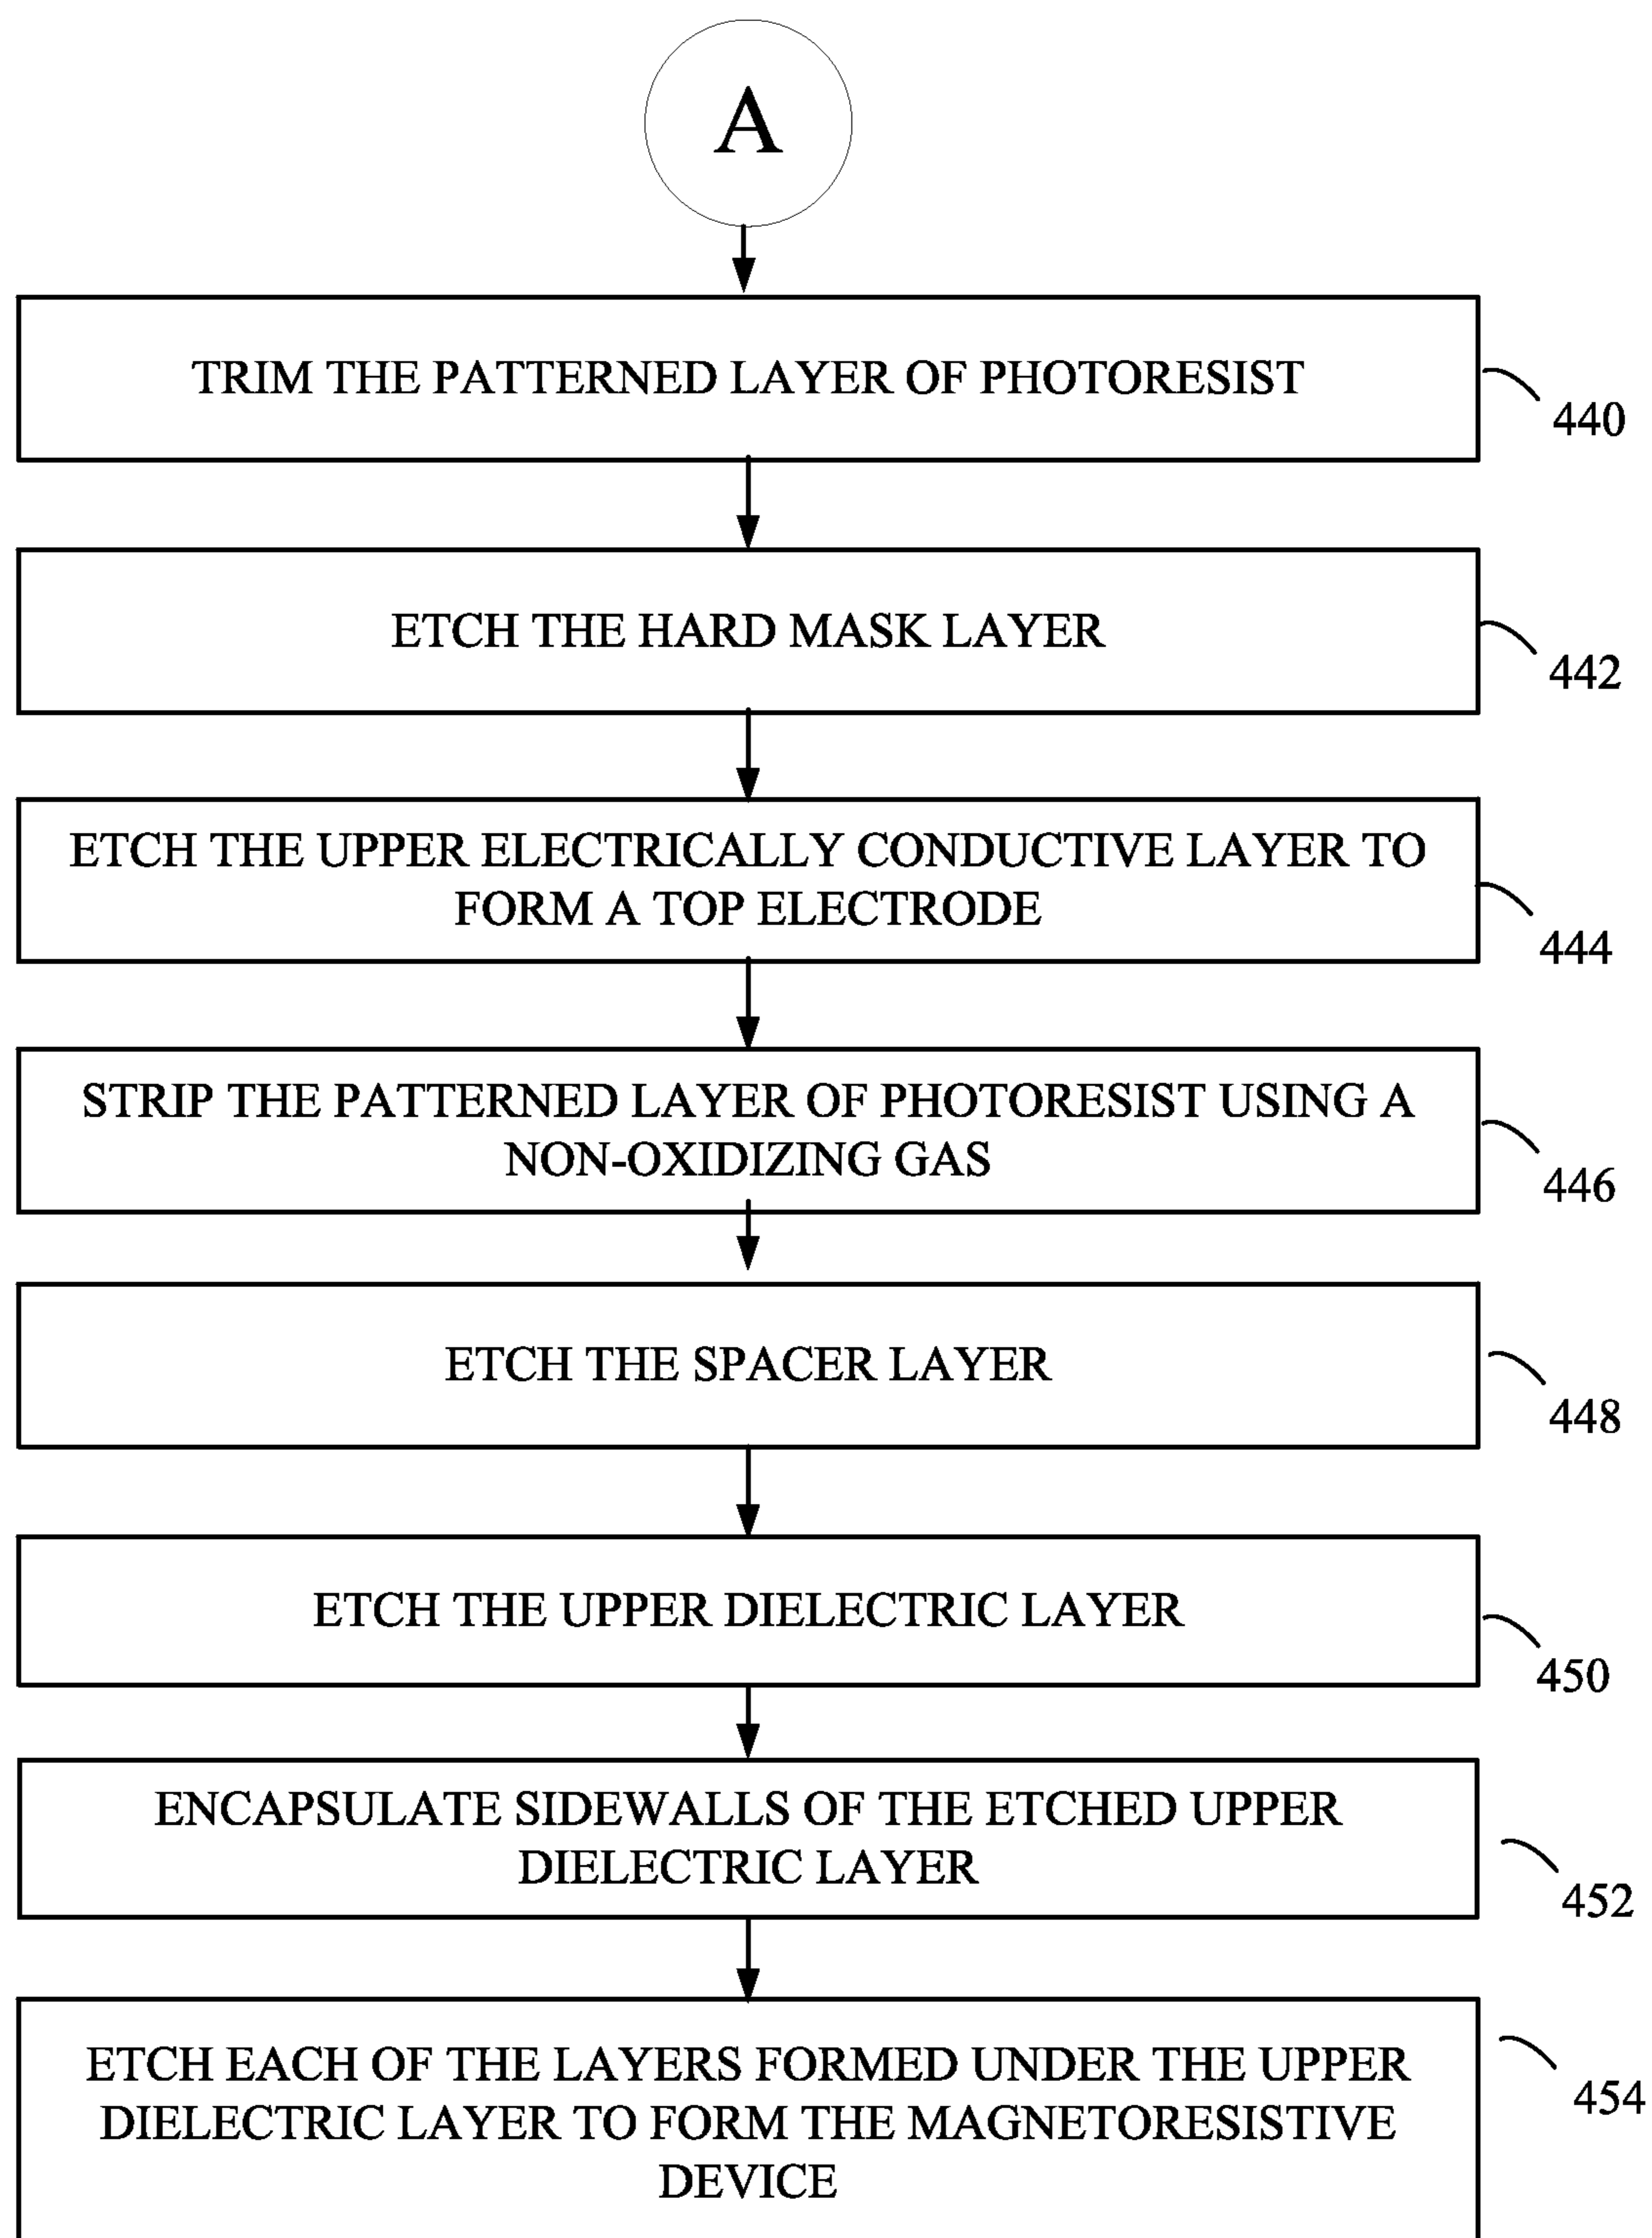 A
TRIM THE PATTERNED LAYER OF PHOTORESIST
440
ETCH THE HARD MASK LAYER
442
ETCH THE UPPER ELECTRICALLY CONDUCTIVE LAYER TO
FORM A TOP ELECTRODE
444
STRIP THE PATTERNED LAYER OF PHOTORESIST USING A
NON-OXIDIZING GAS
446
ETCH THE SPACER LAYER
448
ETCH THE UPPER DIELECTRIC LAYER
450
ENCAPSULATE SIDEWALLS OF THE ETCHED UPPER
DIELECTRIC LAYER
452
ETCH EACH OF THE LAYERS FORMED UNDER THE UPPER
DIELECTRIC LAYER TO FORM THE MAGNETORESISTIVE
DEVICE
454